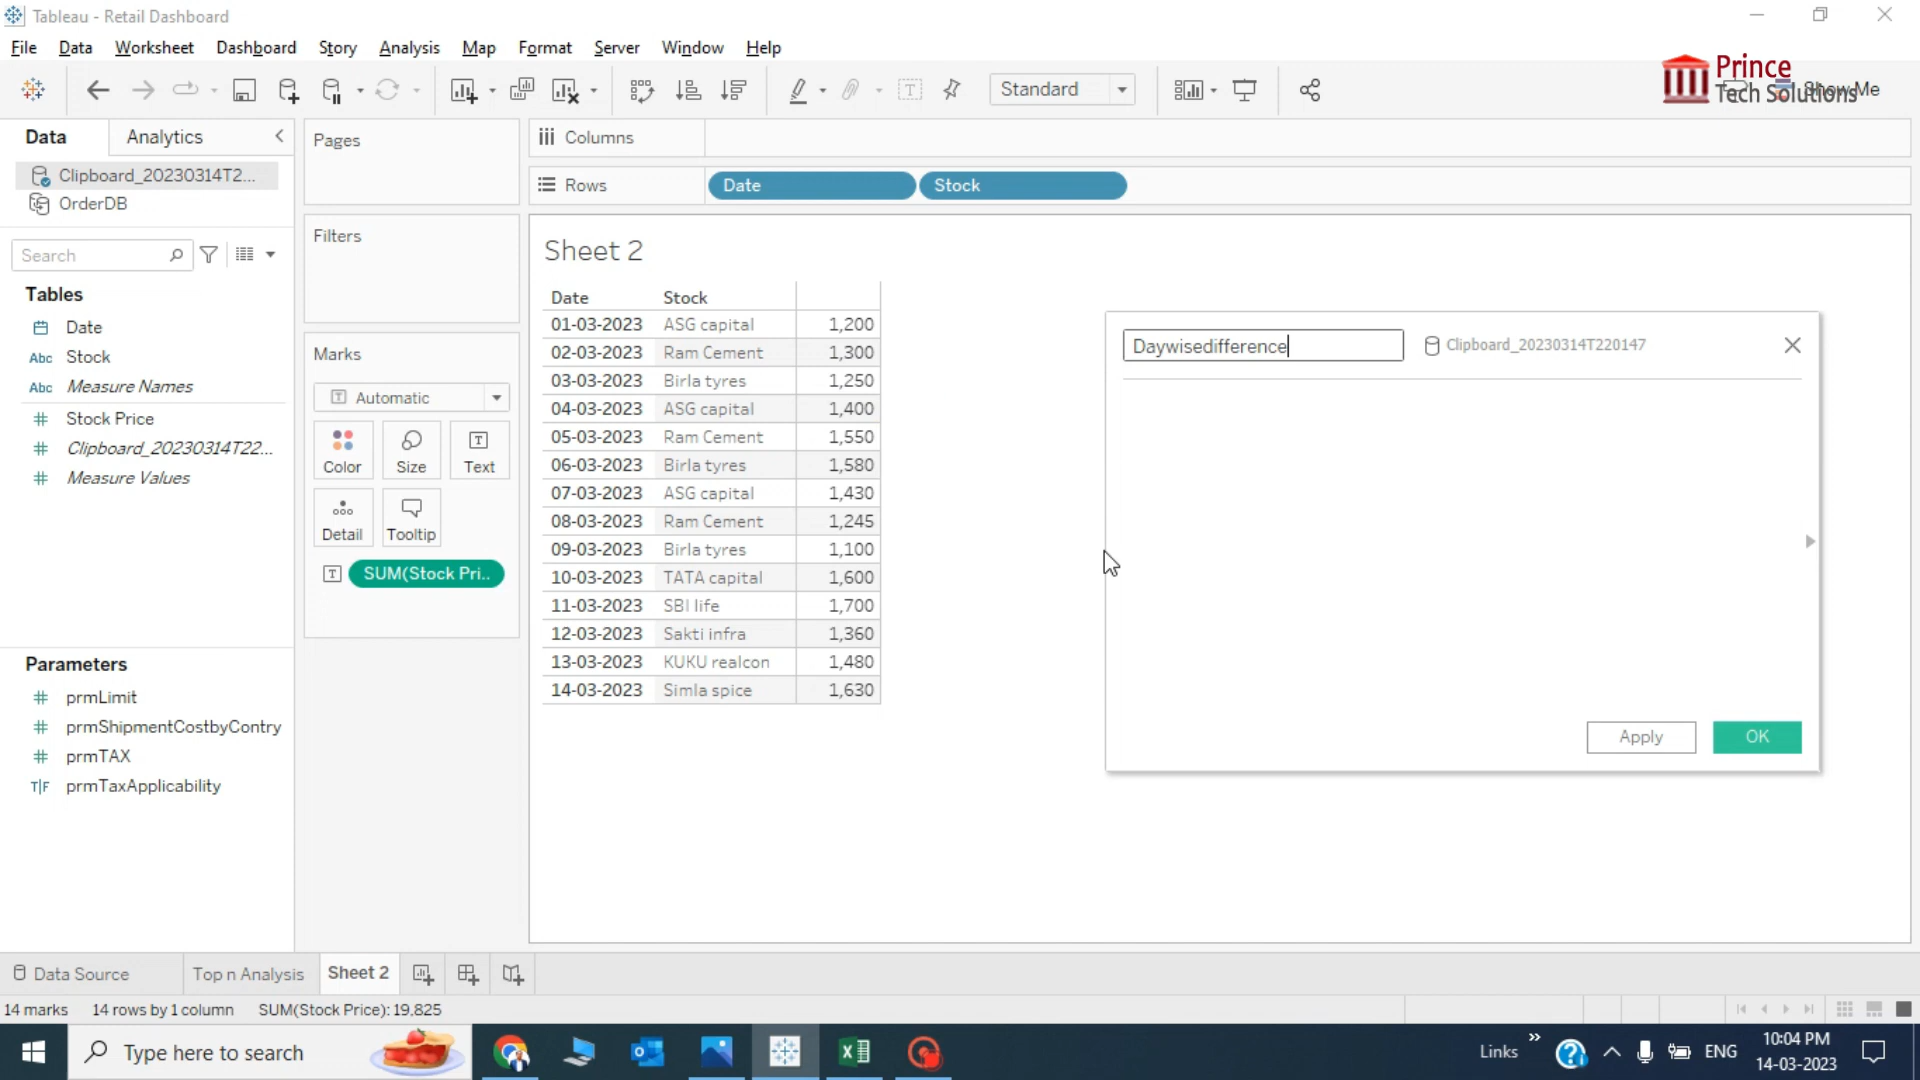 Tableau - Retail Dashboard
File Data Worksheet Dashboard Story Analysis Map Format Server Window Help
Standard
Prince
Tech Solutions
Show Me
Data Analytics
Clipboard_20230314T2...
OrderDB
Search
Tables
Date
Abc Stock
Abc Measure Names
Stock Price
Clipboard_20230314T22...
Measure Values
Parameters
prmLimit
prmShipmentCostbyContry
prmTAX
T|F prmTaxApplicability
Pages
Filters
Marks
Automatic
Color Size Text
Detail Tooltip
SUM(Stock Pri..
Columns
Rows Date Stock
Sheet 2
Date Stock
01-03-2023 ASG capital 1,200
02-03-2023 Ram Cement 1,300
03-03-2023 Birla tyres 1,250
04-03-2023 ASG capital 1,400
05-03-2023 Ram Cement 1,550
06-03-2023 Birla tyres 1,580
07-03-2023 ASG capital 1,430
08-03-2023 Ram Cement 1,245
09-03-2023 Birla tyres 1,100
10-03-2023 TATA capital 1,600
11-03-2023 SBI life 1,700
12-03-2023 Sakti infra 1,360
13-03-2023 KUKU realcon 1,480
14-03-2023 Simla spice 1,630
Daywisedifference Clipboard_20230314T220147
Apply OK
Data Source Top n Analysis Sheet 2
14 marks 14 rows by 1 column SUM(Stock Price): 19,825
Type here to search
Links » ENG 10:04 PM
14-03-2023